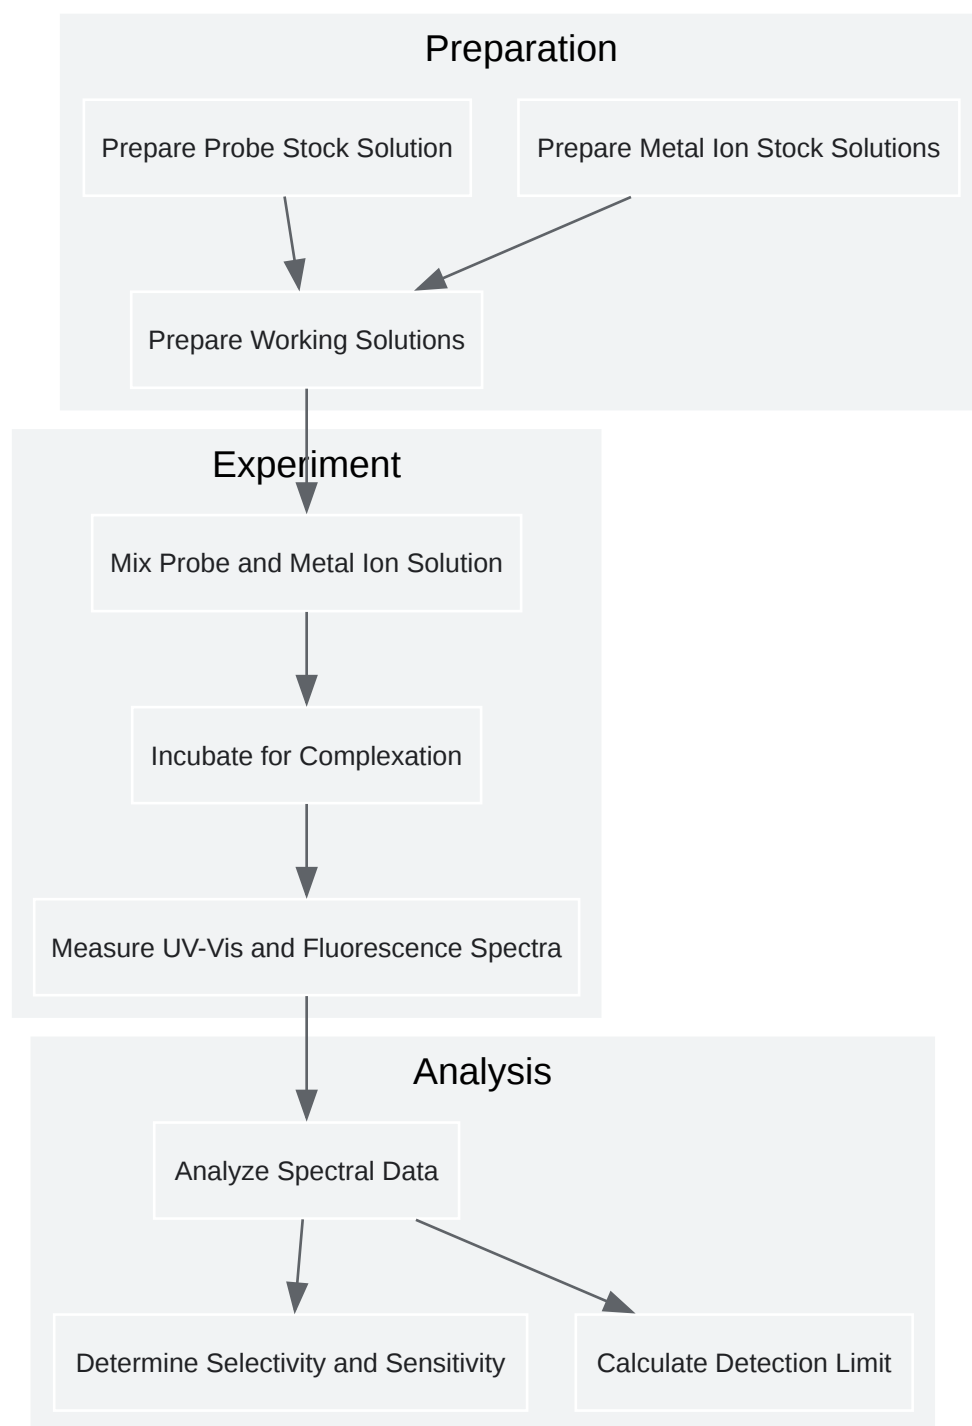 Preparation
Prepare Probe Stock Solution
Prepare Metal Ion Stock Solutions
Prepare Working Solutions
Experiment
Mix Probe and Metal Ion Solution
Incubate for Complexation
Measure UV-Vis and Fluorescence Spectra
Analysis
Analyze Spectral Data
Determine Selectivity and Sensitivity
Calculate Detection Limit